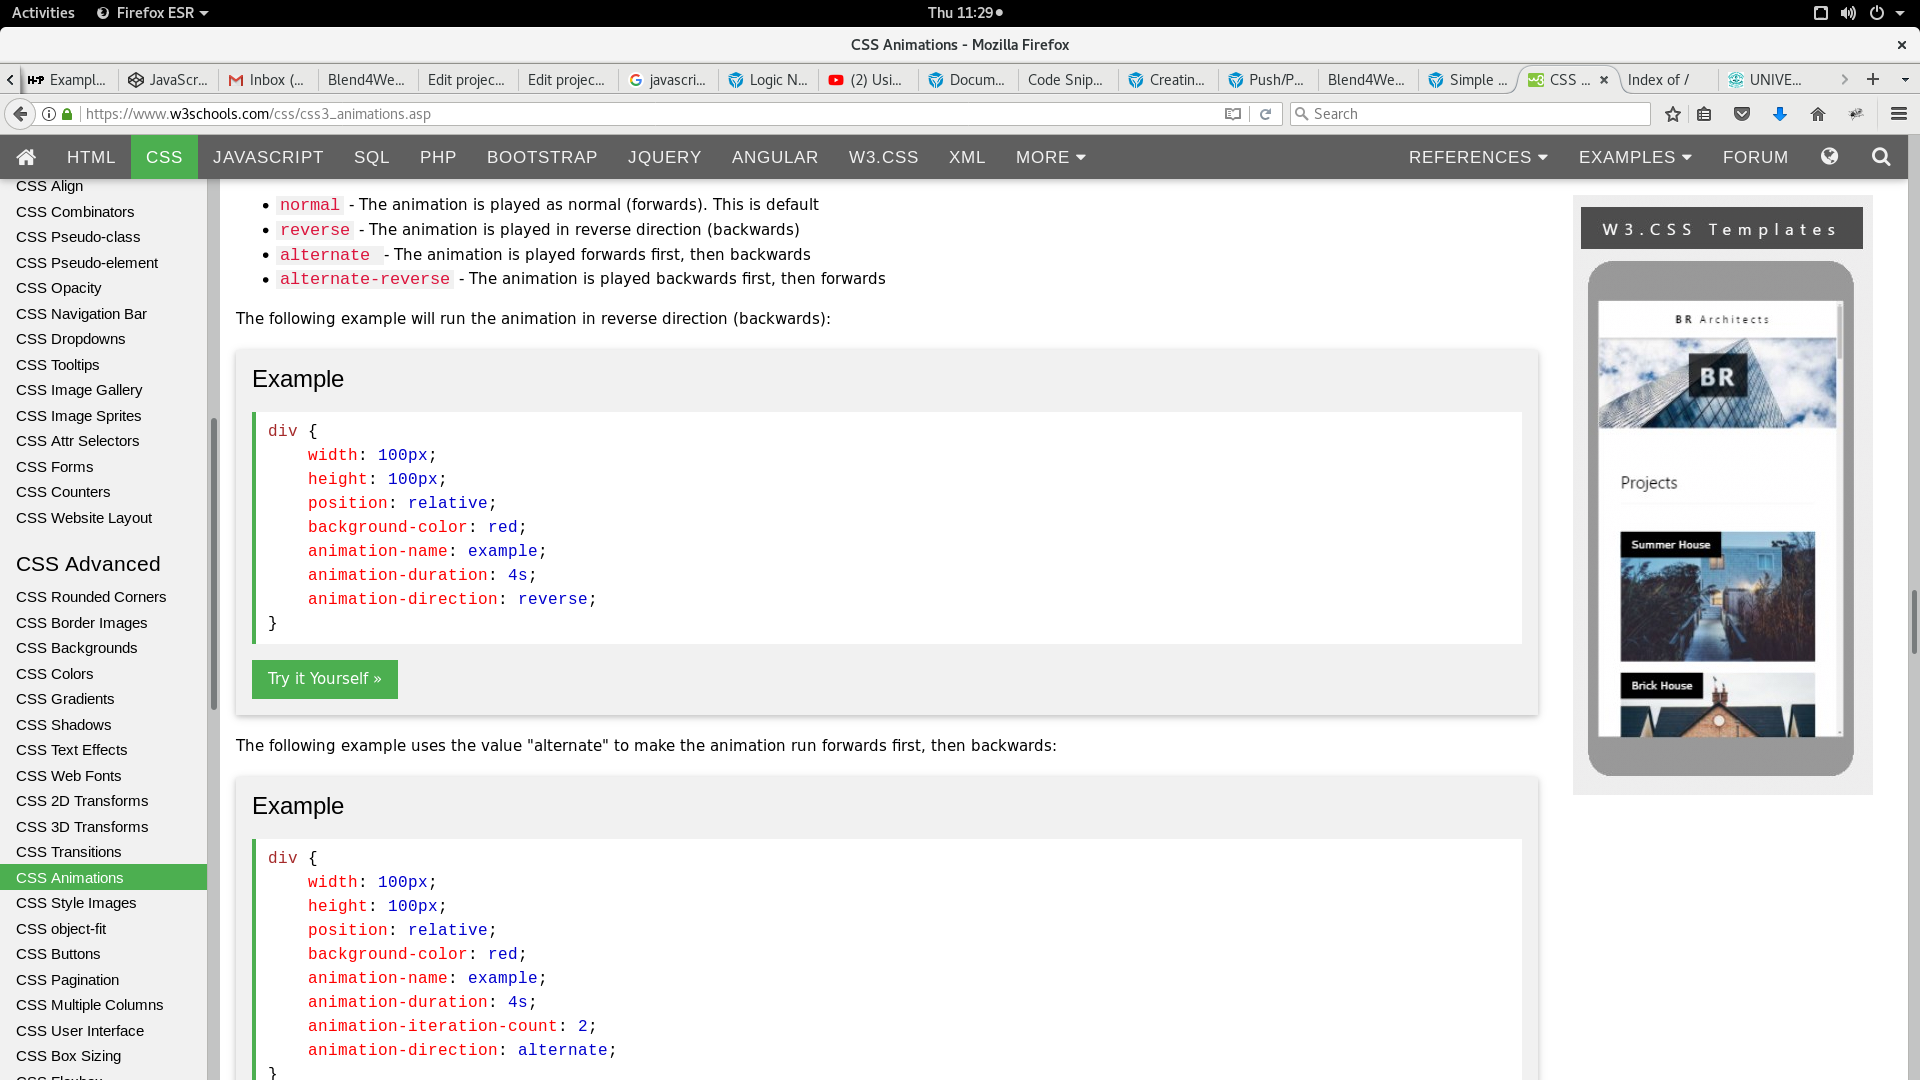 Activities Firefox ESR Thu 11:29
CSS Animations - Mozilla Firefox
Exampl... JavaScr... Inbox (... Blend4We... Edit projec... Edit projec... javascri... Logic N... (2) Usi... Docum... Code Snip... Creatin... Push/P... Blend4We... Simple ... CSS ... Index of / UNIVE...
https://www.w3schools.com/css/css3_animations.asp Search
HTML CSS JAVASCRIPT SQL PHP BOOTSTRAP JQUERY ANGULAR W3.CSS XML MORE REFERENCES EXAMPLES FORUM
CSS Align
CSS Combinators
CSS Pseudo-class
CSS Pseudo-element
CSS Opacity
CSS Navigation Bar
CSS Dropdowns
CSS Tooltips
CSS Image Gallery
CSS Image Sprites
CSS Attr Selectors
CSS Forms
CSS Counters
CSS Website Layout
CSS Advanced
CSS Rounded Corners
CSS Border Images
CSS Backgrounds
CSS Colors
CSS Gradients
CSS Shadows
CSS Text Effects
CSS Web Fonts
CSS 2D Transforms
CSS 3D Transforms
CSS Transitions
CSS Animations
CSS Style Images
CSS object-fit
CSS Buttons
CSS Pagination
CSS Multiple Columns
CSS User Interface
CSS Box Sizing
CSS Flexbox
• normal - The animation is played as normal (forwards). This is default
• reverse - The animation is played in reverse direction (backwards)
• alternate - The animation is played forwards first, then backwards
• alternate-reverse - The animation is played backwards first, then forwards
The following example will run the animation in reverse direction (backwards):
Example
div {
width: 100px;
height: 100px;
position: relative;
background-color: red;
animation-name: example;
animation-duration: 4s;
animation-direction: reverse;
}
Try it Yourself »
The following example uses the value "alternate" to make the animation run forwards first, then backwards:
Example
div {
width: 100px;
height: 100px;
position: relative;
background-color: red;
animation-name: example;
animation-duration: 4s;
animation-iteration-count: 2;
animation-direction: alternate;
}
W3.CSS Templates
BR Architects
BR
Projects
Summer House
Brick House